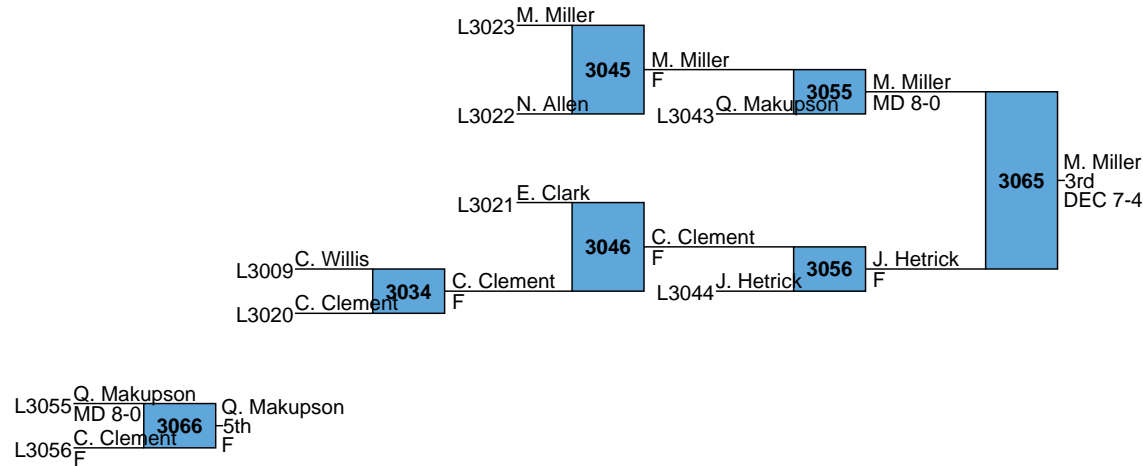 L3023 M. Miller
3045
M. Miller
F
L3022 N. Allen
3055
M. Miller
MD 8-0
L3043 Q. Makupson
3065
M. Miller
3rd
DEC 7-4
L3021 E. Clark
3046
C. Clement
F
L3009 C. Willis
3034
C. Clement
F
L3020 C. Clement
3056
J. Hetrick
F
L3044 J. Hetrick
L3055 Q. Makupson
MD 8-0
3066
Q. Makupson
5th
F
L3056 C. Clement
F